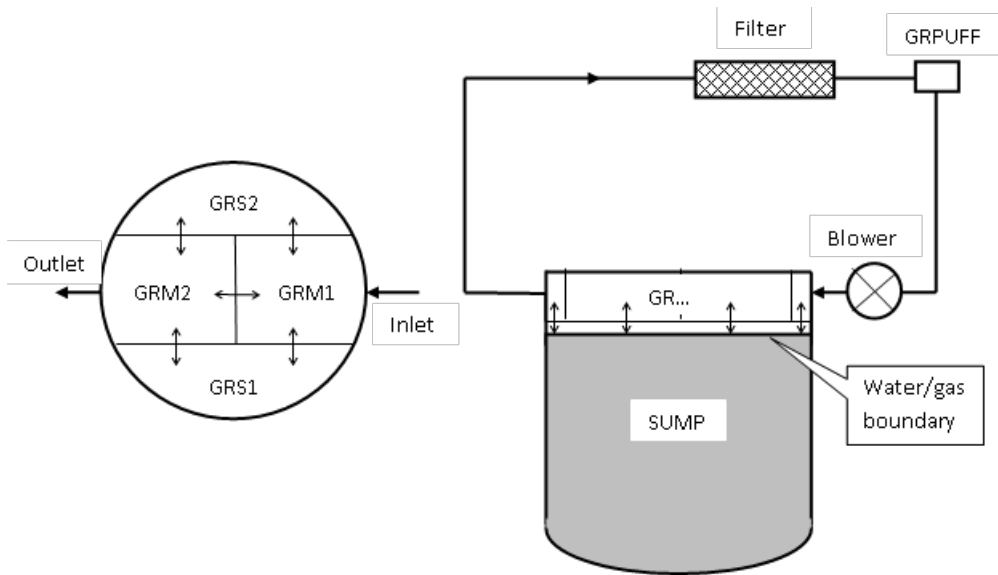 Filter
GRPUFF
GRS2
Blower
Outlet
GRM2
GRM1
GR...
Inlet
GRS1
Water/gas
boundary
SUMP